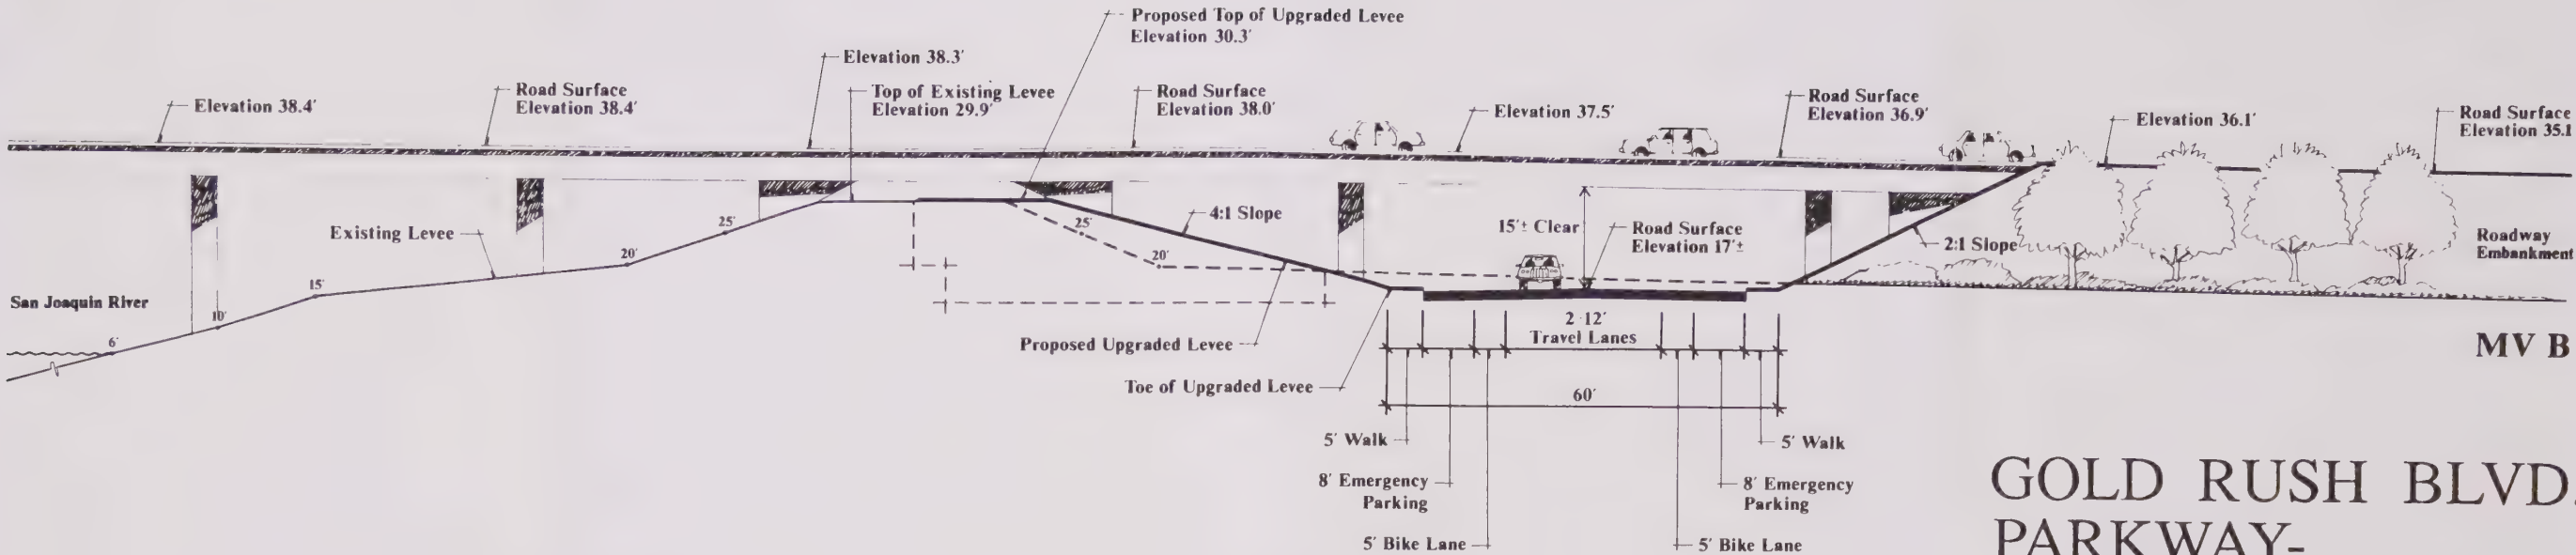 Proposed Top of Upgraded Levee
Elevation 30.3'
Elevation 38.3'
Elevation 38.4'
Road Surface
Elevation 38.4'
Top of Existing Levee
Elevation 29.9'
Road Surface
Elevation 38.0'
Elevation 37.5'
Road Surface
Elevation 36.9'
Elevation 36.1'
Road Surface
Elevation 35.1
Existing Levee
25'
20'
15'
10'
6'
San Joaquin River
25'
20'
4:1 Slope
15'± Clear
Road Surface
Elevation 17'±
2:1 Slope
Roadway
Embankment
Proposed Upgraded Levee
Toe of Upgraded Levee
2 12'
Travel Lanes
60'
MV B
5' Walk
5' Walk
8' Emergency
Parking
8' Emergency
Parking
5' Bike Lane
5' Bike Lane
GOLD RUSH BLVD.
PARKWAY-